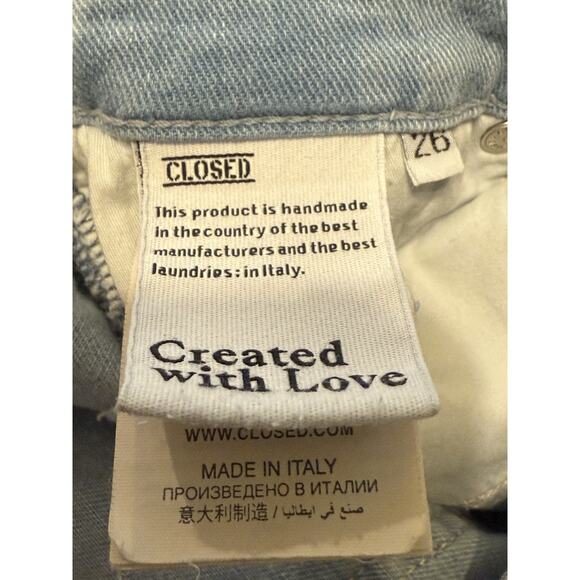 CLOSED
26
This product is handmade
in the country of the best
manufacturers and the best
laundries: in Italy.
Created
with Love
WWW.CLOSED.COM
MADE IN ITALY
ПРОИЗВЕДЕНО В ИТАЛИИ
意大利制造 / صنع في ايطاليا